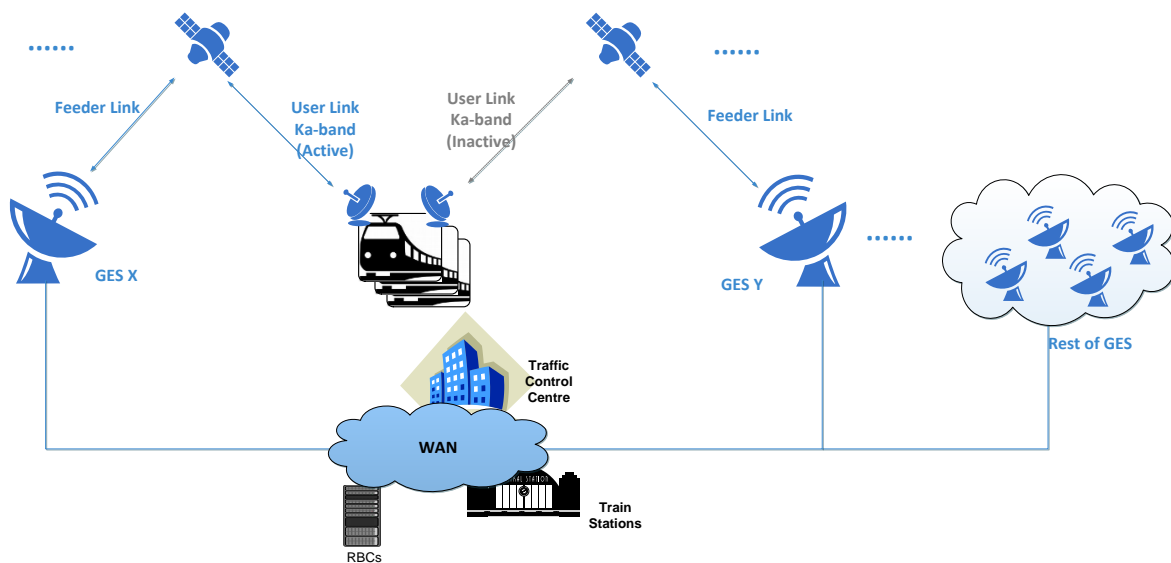 ......
......
Feeder Link
User Link
Ka-band
(Active)
User Link
Ka-band
(Inactive)
Feeder Link
GES X
GES Y
......
Rest of GES
Traffic
Control
Centre
WAN
STATION
Train
Stations
RBCs